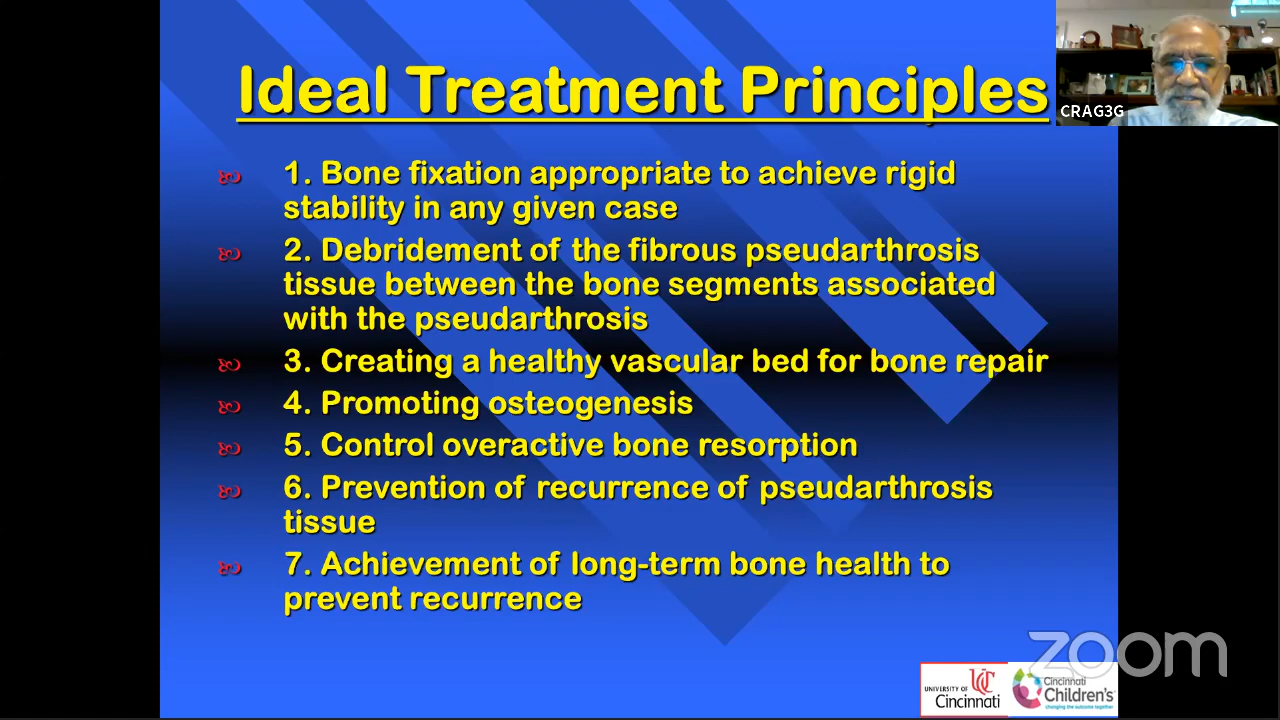 Ideal Treatment Principles
CRAG3G
1. Bone fixation appropriate to achieve rigid
stability in any given case
2. Debridement of the fibrous pseudarthrosis
tissue between the bone segments associated
with the pseudarthrosis
3. Creating a healthy vascular bed for bone repair
4. Promoting osteogenesis
5. Control overactive bone resorption
6. Prevention of recurrence of pseudarthrosis
tissue
7. Achievement of long-term bone health to
prevent recurrence
zoom
UNIVERSITY OF
Cincinnati
Cincinnati
Children's
changing the outcome together